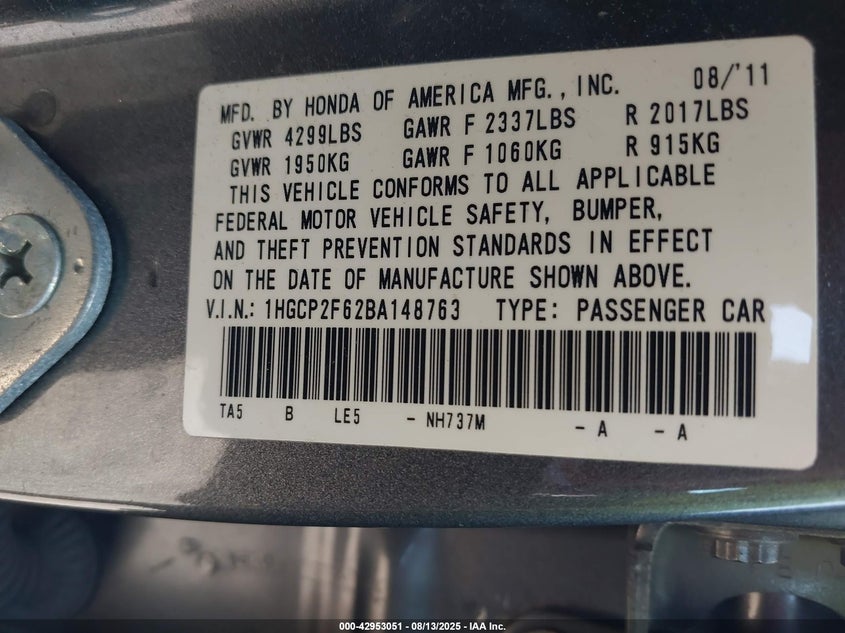 MFD. BY HONDA OF AMERICA MFG., INC. 08/'11
GVWR 4299LBS GAWR F 2337LBS R 2017LBS
GVWR 1950KG GAWR F 1060KG R 915KG
THIS VEHICLE CONFORMS TO ALL APPLICABLE
FEDERAL MOTOR VEHICLE SAFETY, BUMPER,
AND THEFT PREVENTION STANDARDS IN EFFECT
ON THE DATE OF MANUFACTURE SHOWN ABOVE.
V.I.N.: 1HGCP2F62BA148763 TYPE: PASSENGER CAR
TA5 B LE5 - NH737M - A - A
000-42953051 - 08/13/2025 - IAA Inc.